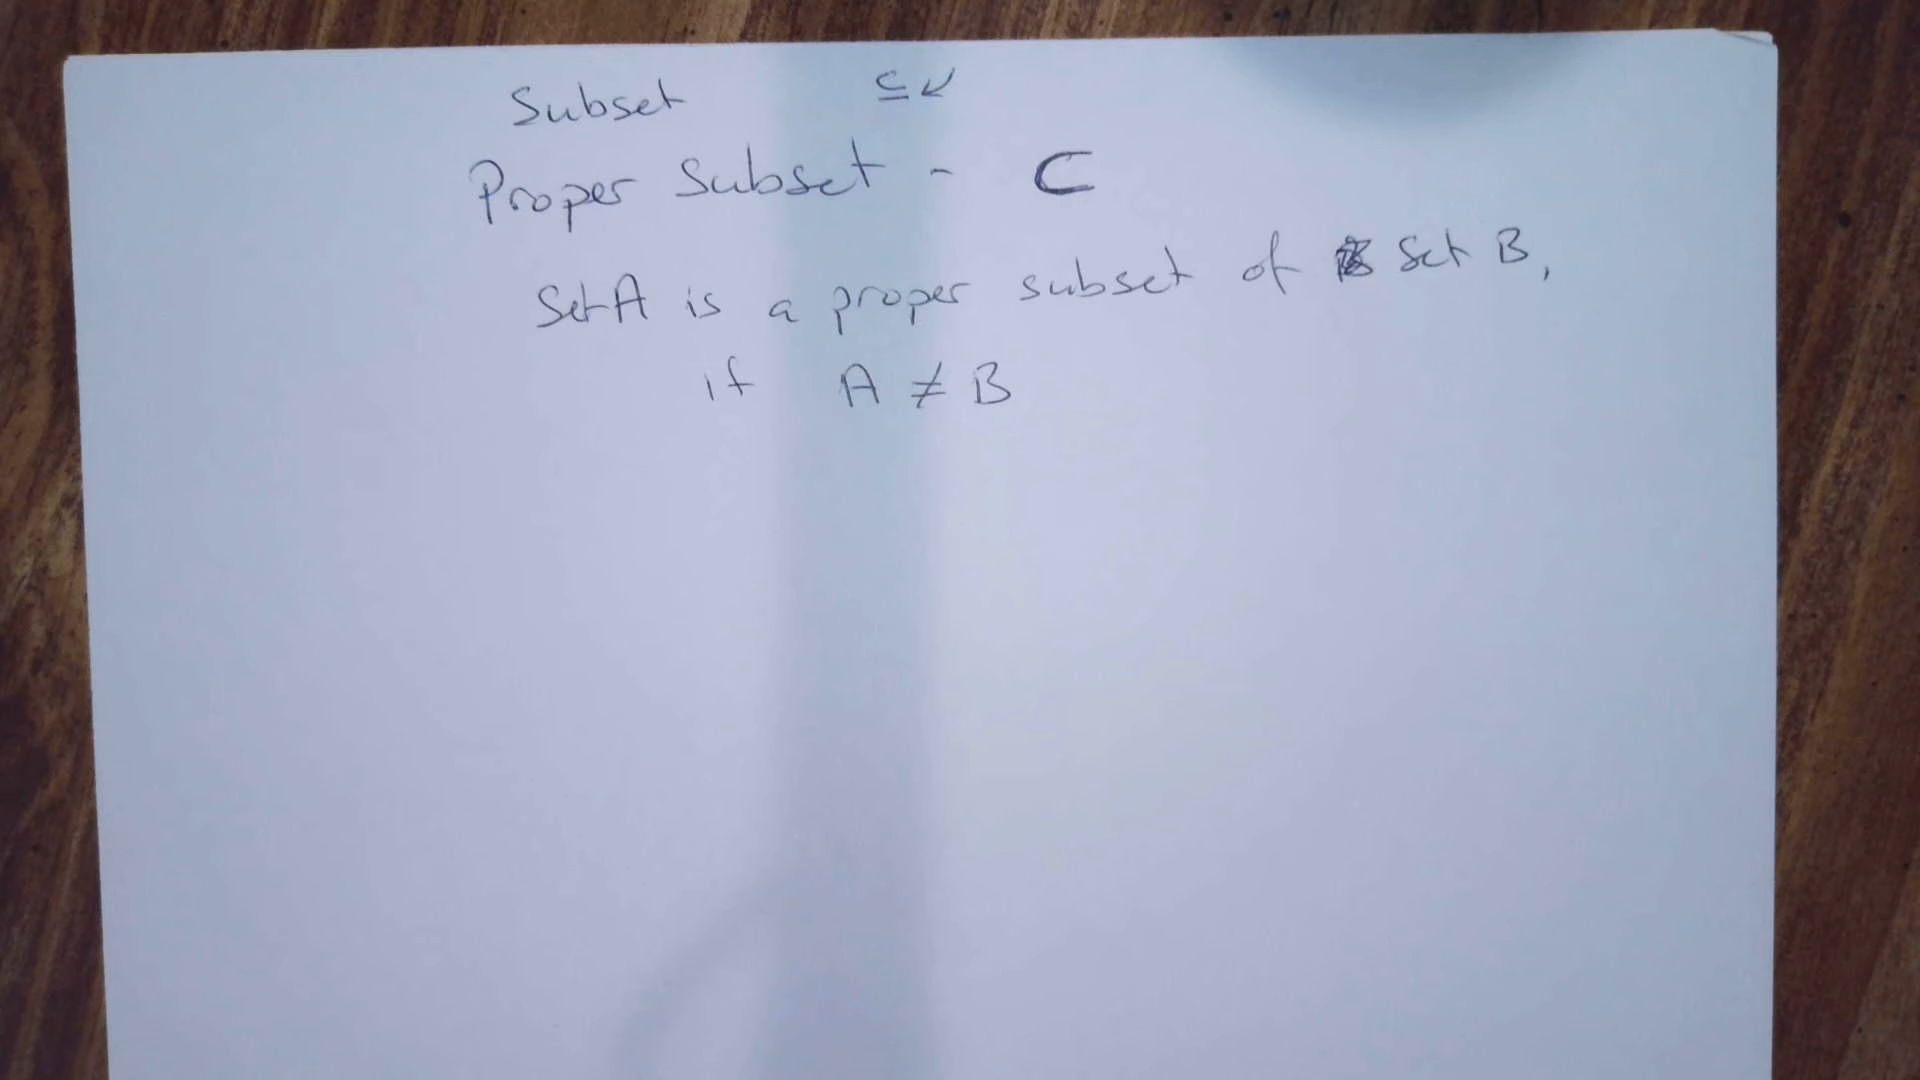 Subset ⊆ ↙
Proper Subset - ⊂
Set A is a proper subset of Set B,
if A ≠ B